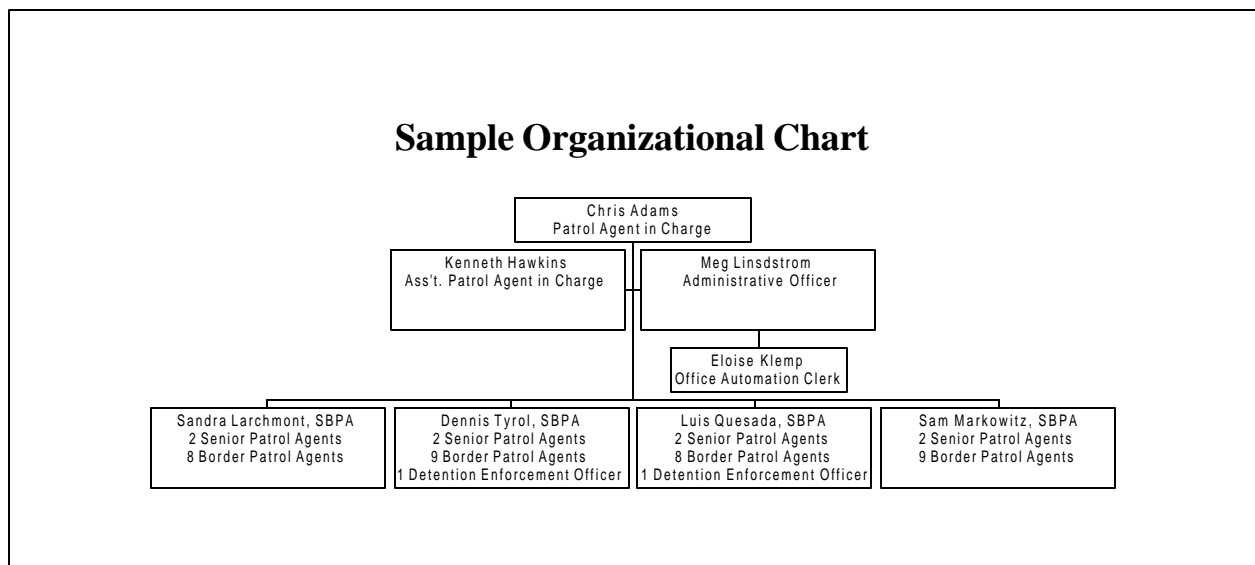 Sample Organizational Chart
Chris Adams
Patrol Agent in Charge
Kenneth Hawkins
Ass't. Patrol Agent in Charge
Meg Linsdstrom
Administrative Officer
Eloise Klemp
Office Automation Clerk
Sandra Larchmont, SBPA
2 Senior Patrol Agents
8 Border Patrol Agents
Dennis Tyrol, SBPA
2 Senior Patrol Agents
9 Border Patrol Agents
1 Detention Enforcement Officer
Luis Quesada, SBPA
2 Senior Patrol Agents
8 Border Patrol Agents
1 Detention Enforcement Officer
Sam Markowitz, SBPA
2 Senior Patrol Agents
9 Border Patrol Agents